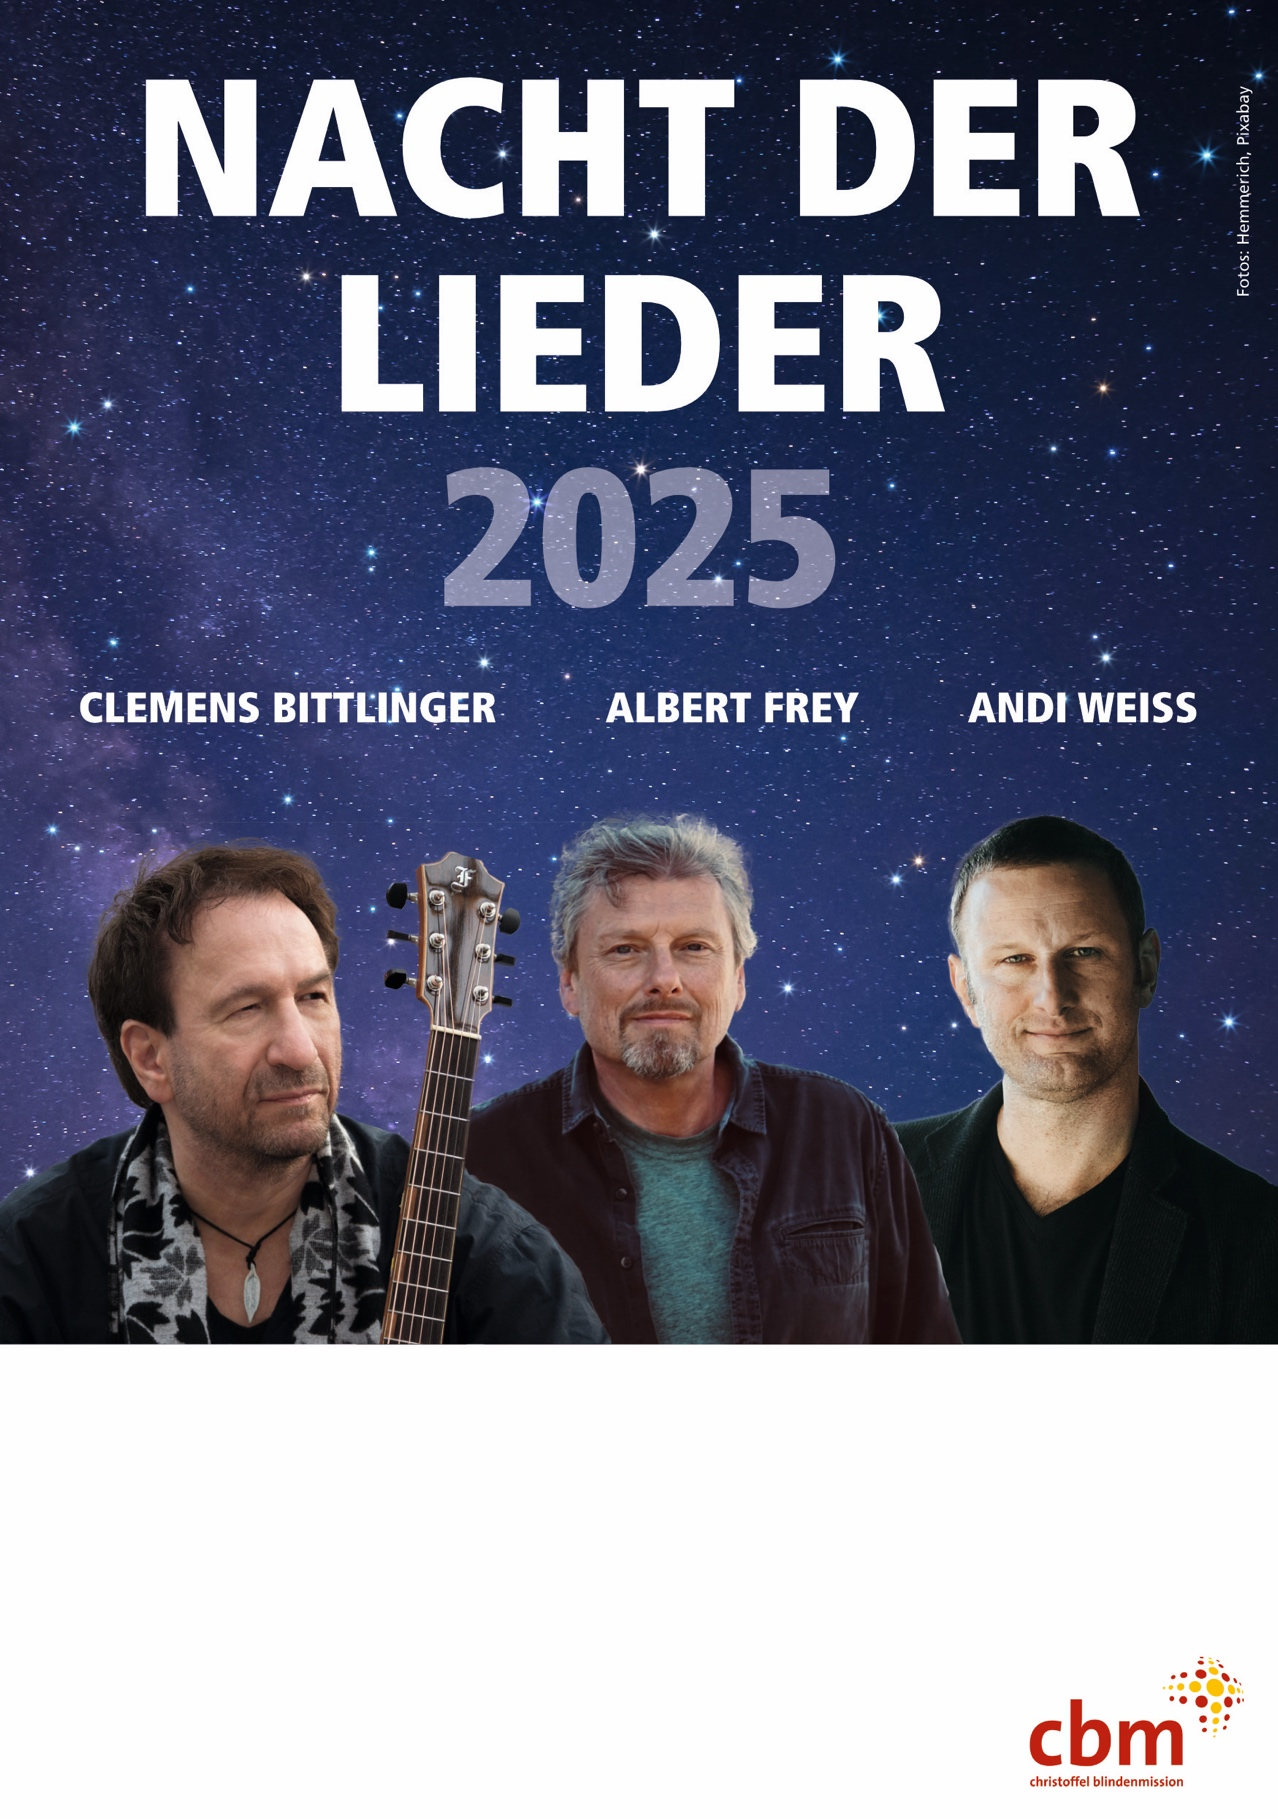 NACHT DER
LIEDER
2025
Fotos: Hemmerich, Pixabay
CLEMENS BITTLINGER ALBERT FREY ANDI WEISS
F
cbm
christoffel blindenmission